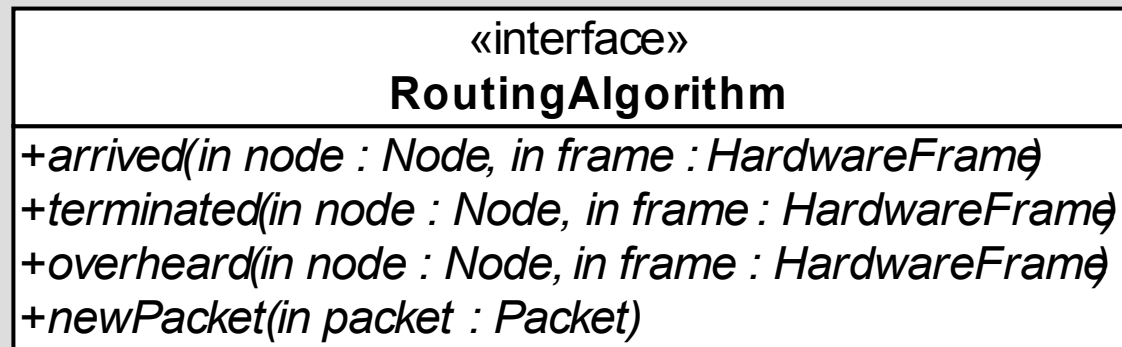 «interface»
RoutingAlgorithm
+arrived(in node : Node, in frame : HardwareFrame)
+terminated(in node : Node, in frame : HardwareFrame)
+overheard(in node : Node, in frame : HardwareFrame)
+newPacket(in packet : Packet)